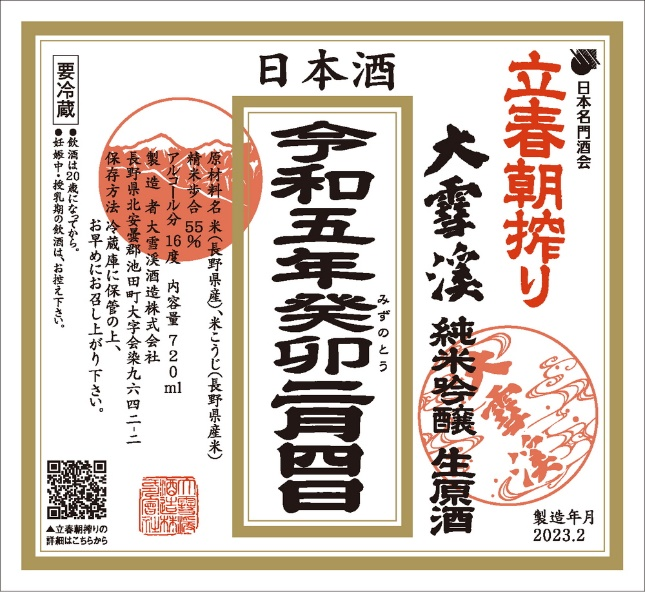 日本酒
日本名門酒会
立春朝搾り
大雪渓
純米吟醸 生原酒
大雪渓
製造年月
2023.2
令和五年癸卯二月四日
みずのとう
原材料名 米(長野県産)、米こうじ(長野県産米)
精米歩合 55%
アルコール分 16度 内容量 720ml
製造者 大雪渓酒造株式会社
長野県北安曇郡池田町大字会染九六四二-二
保存方法 冷蔵庫に保管の上、
お早めにお召し上がり下さい。
要冷蔵
●飲酒は20歳になってから。
●妊娠中・授乳期の飲酒は、お控え下さい。
▲立春朝搾りの
詳細はこちらから
大雪渓
酒造株
式会社